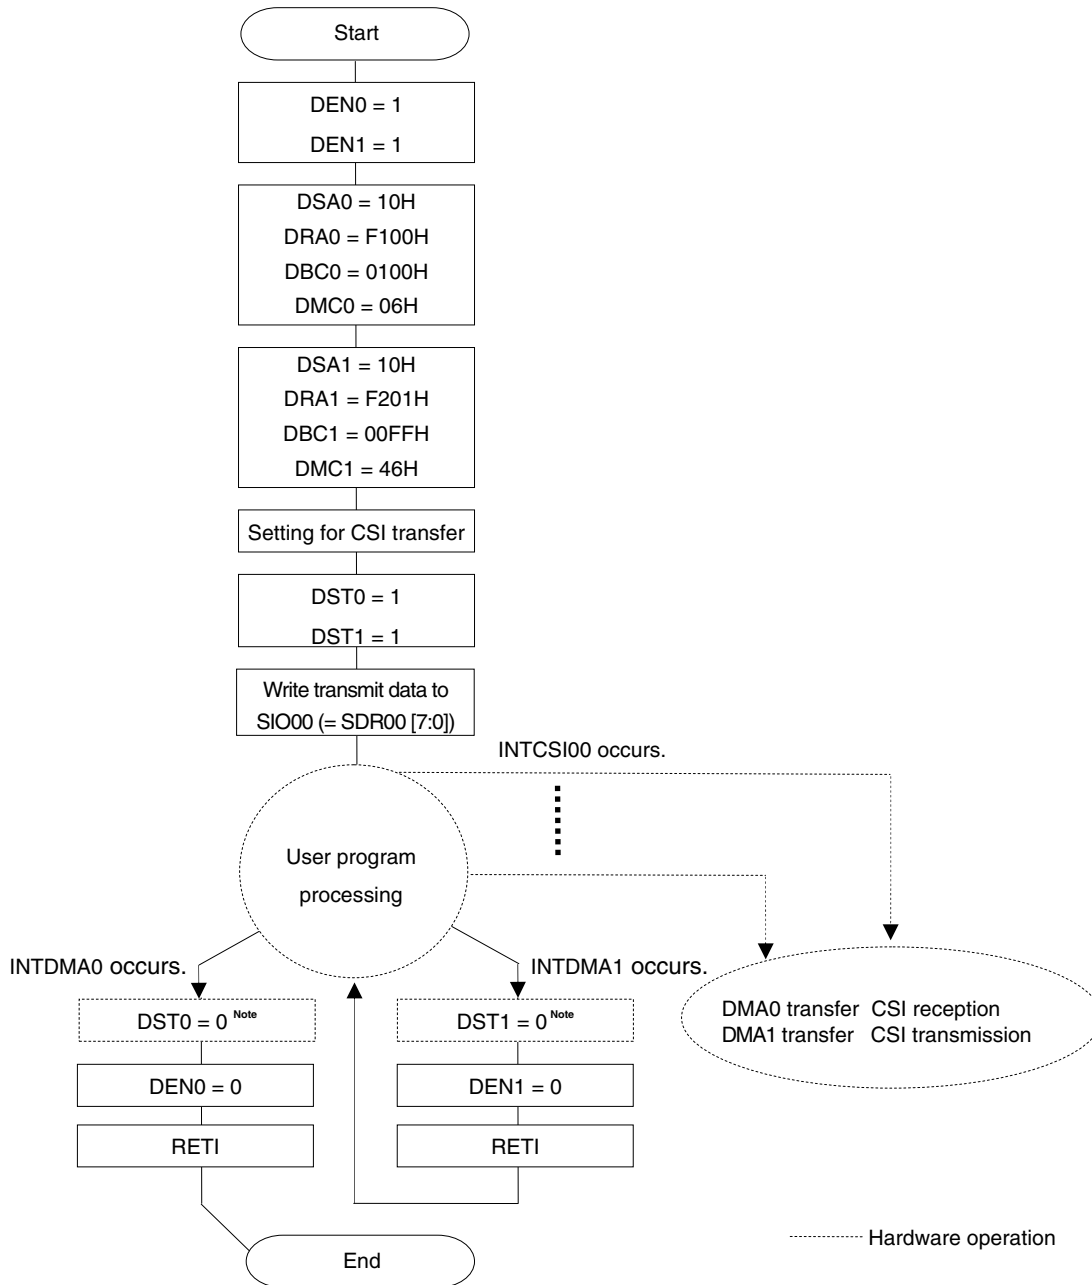 Start
DEN0 = 1
DEN1 = 1
DSA0 = 10H
DRA0 = F100H
DBC0 = 0100H
DMC0 = 06H
DSA1 = 10H
DRA1 = F201H
DBC1 = 00FFH
DMC1 = 46H
Setting for CSI transfer
DST0 = 1
DST1 = 1
Write transmit data to
SIO00 (= SDR00 [7:0])
INTCSI00 occurs.
User program
processing
INTDMA0 occurs.
INTDMA1 occurs.
DST0 = 0 Note
DST1 = 0 Note
DMA0 transfer CSI reception
DMA1 transfer CSI transmission
DEN0 = 0
DEN1 = 0
RETI
RETI
Hardware operation
End